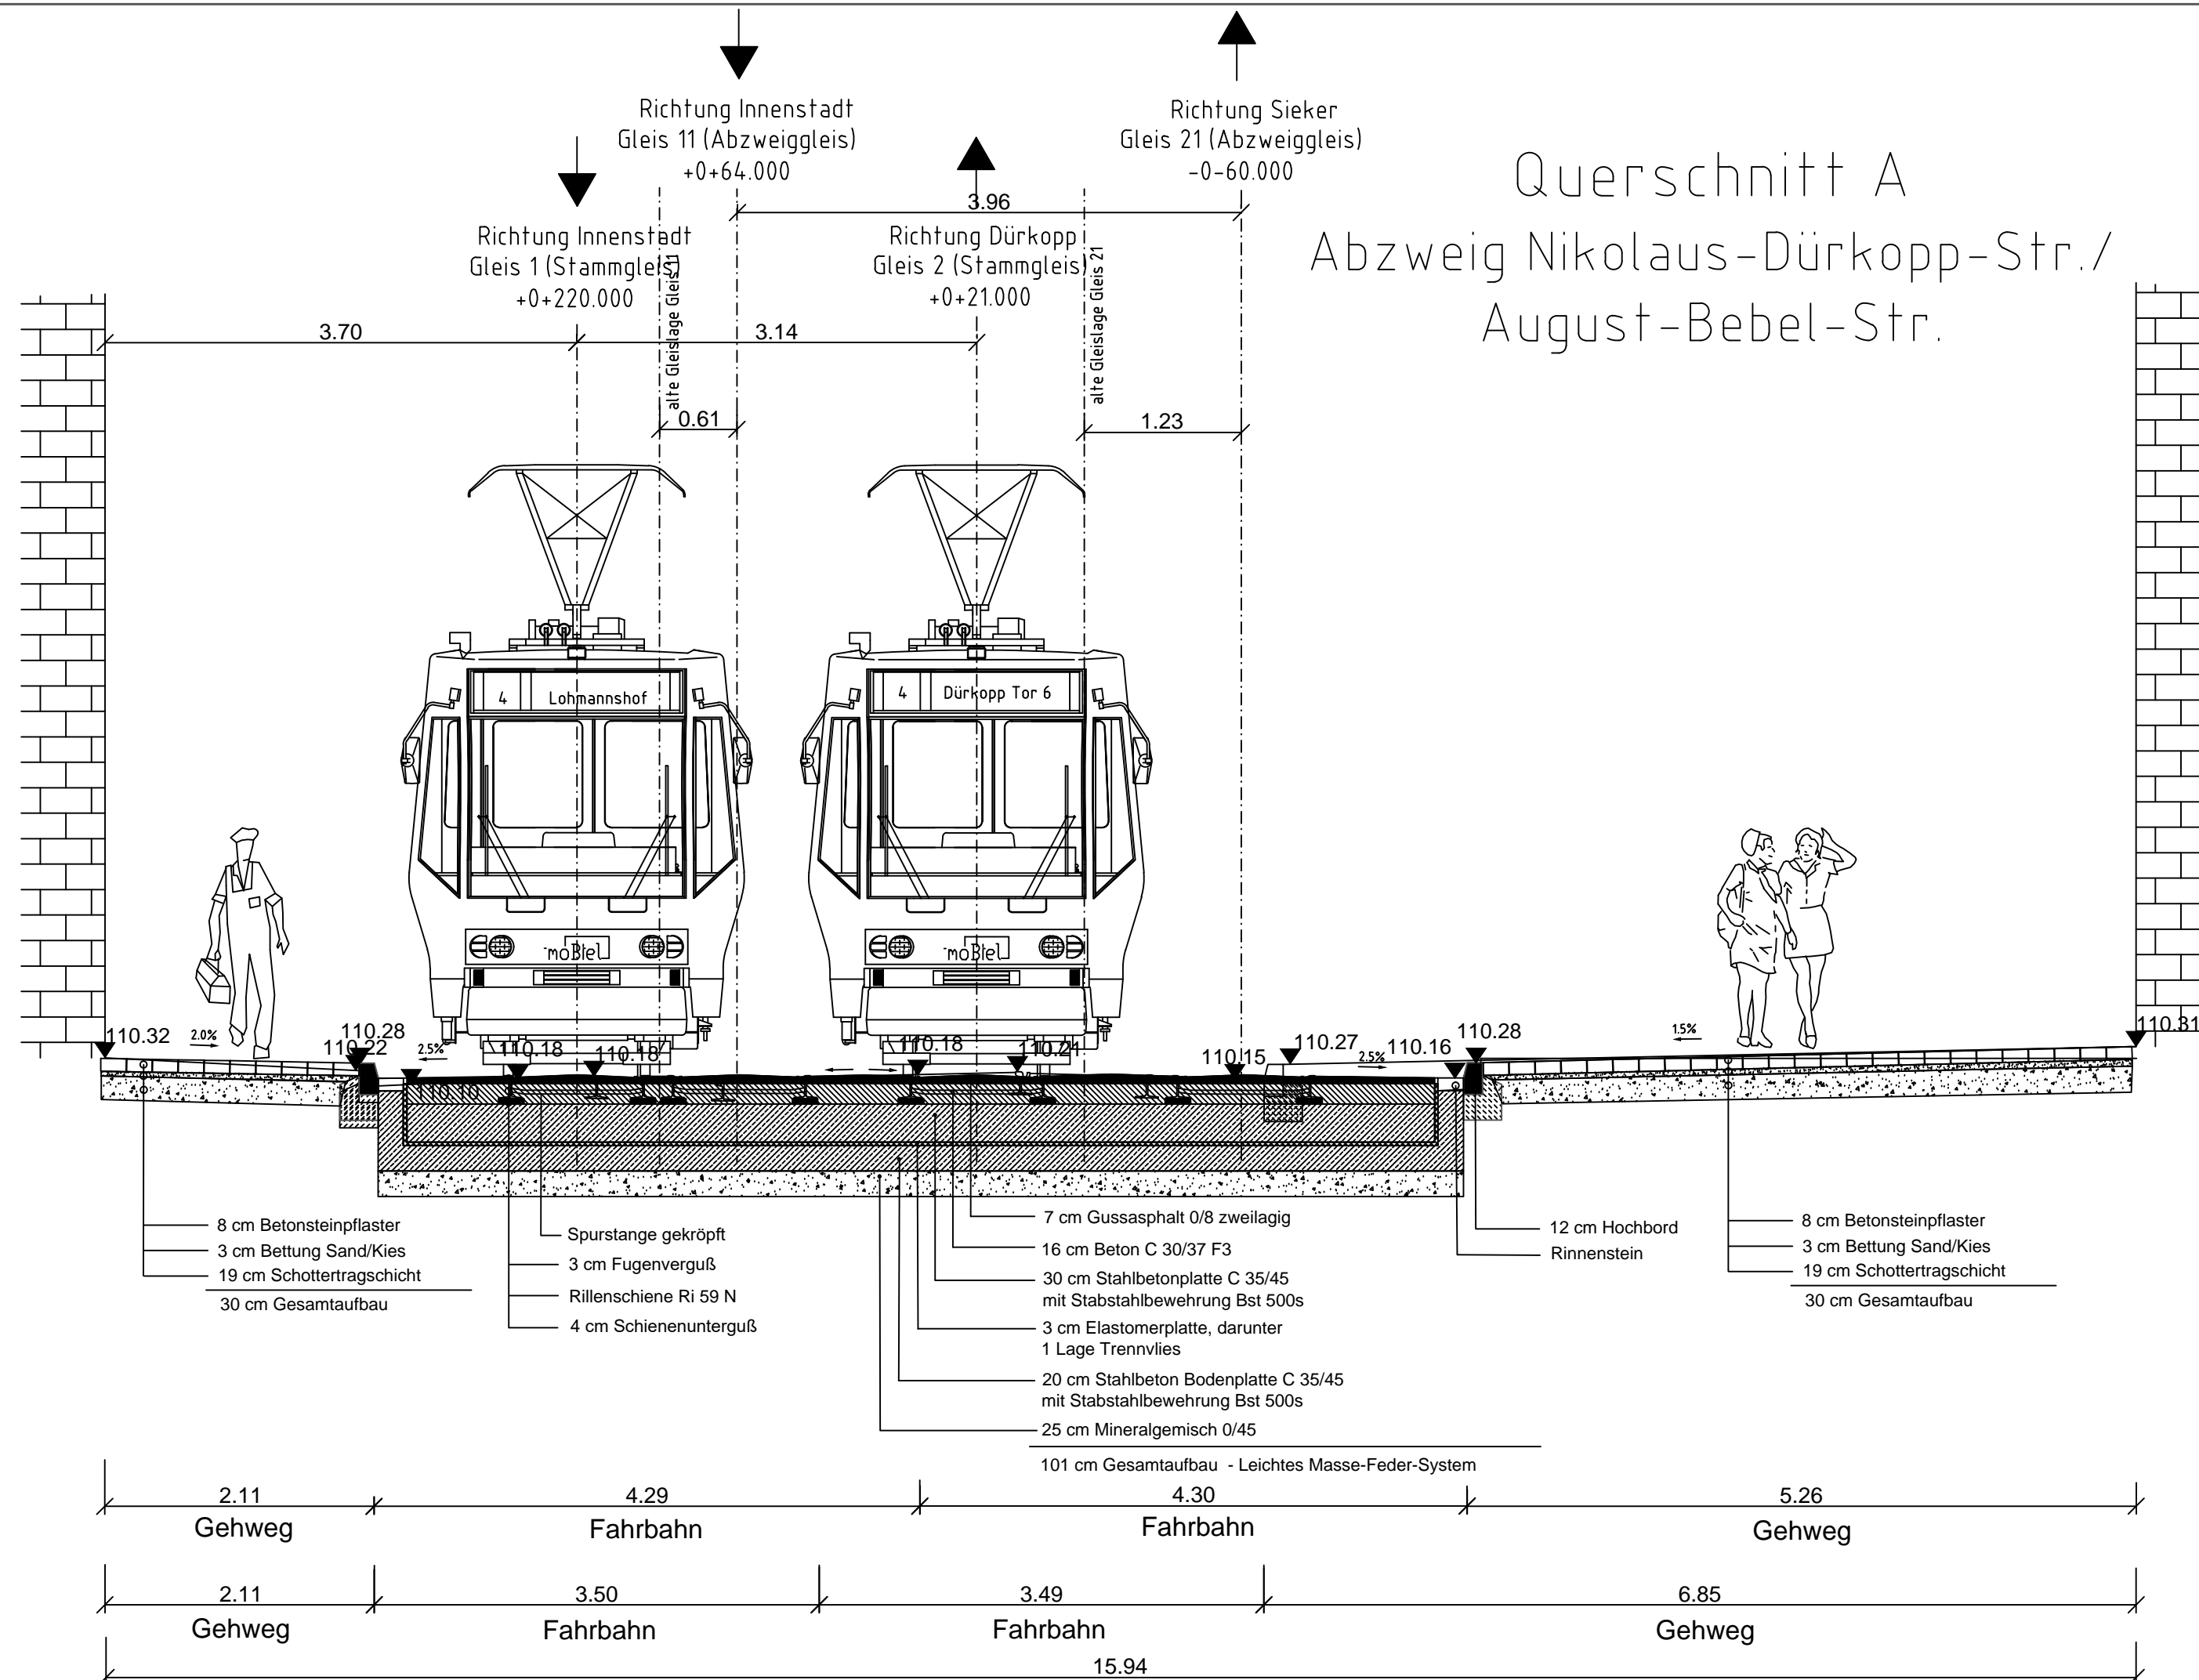 Richtung Innenstadt
Gleis 11 (Abzweiggleis)
+0+64.000
Richtung Sieker
Gleis 21 (Abzweiggleis)
-0-60.000
Querschnitt A
Abzweig Nikolaus-Dürkopp-Str./
August-Bebel-Str.
3.96
Richtung Innenstadt
Gleis 1 (Stammgleis)
+0+220.000
Richtung Dürkopp
Gleis 2 (Stammgleis)
+0+21.000
alte Gleislage Gleis 11
alte Gleislage Gleis 21
3.70
3.14
0.61
1.23
4 Lohmannshof
4 Dürkopp Tor 6
moBiel
moBiel
110.32
2.0%
110.28
110.22
2.5%
110.10
110.18
110.18
110.18
110.21
110.15
110.27
2.5%
110.16
110.28
1.5%
110.31
8 cm Betonsteinpflaster
3 cm Bettung Sand/Kies
19 cm Schottertragschicht
30 cm Gesamtaufbau
Spurstange gekröpft
3 cm Fugenverguß
Rillenschiene Ri 59 N
4 cm Schienenunterguß
7 cm Gussasphalt 0/8 zweilagig
16 cm Beton C 30/37 F3
30 cm Stahlbetonplatte C 35/45
mit Stabstahlbewehrung Bst 500s
3 cm Elastomerplatte, darunter
1 Lage Trennvlies
20 cm Stahlbeton Bodenplatte C 35/45
mit Stabstahlbewehrung Bst 500s
25 cm Mineralgemisch 0/45
101 cm Gesamtaufbau - Leichtes Masse-Feder-System
12 cm Hochbord
Rinnenstein
8 cm Betonsteinpflaster
3 cm Bettung Sand/Kies
19 cm Schottertragschicht
30 cm Gesamtaufbau
2.11 4.29 4.30 5.26
Gehweg Fahrbahn Fahrbahn Gehweg
2.11 3.50 3.49 6.85
Gehweg Fahrbahn Fahrbahn Gehweg
15.94